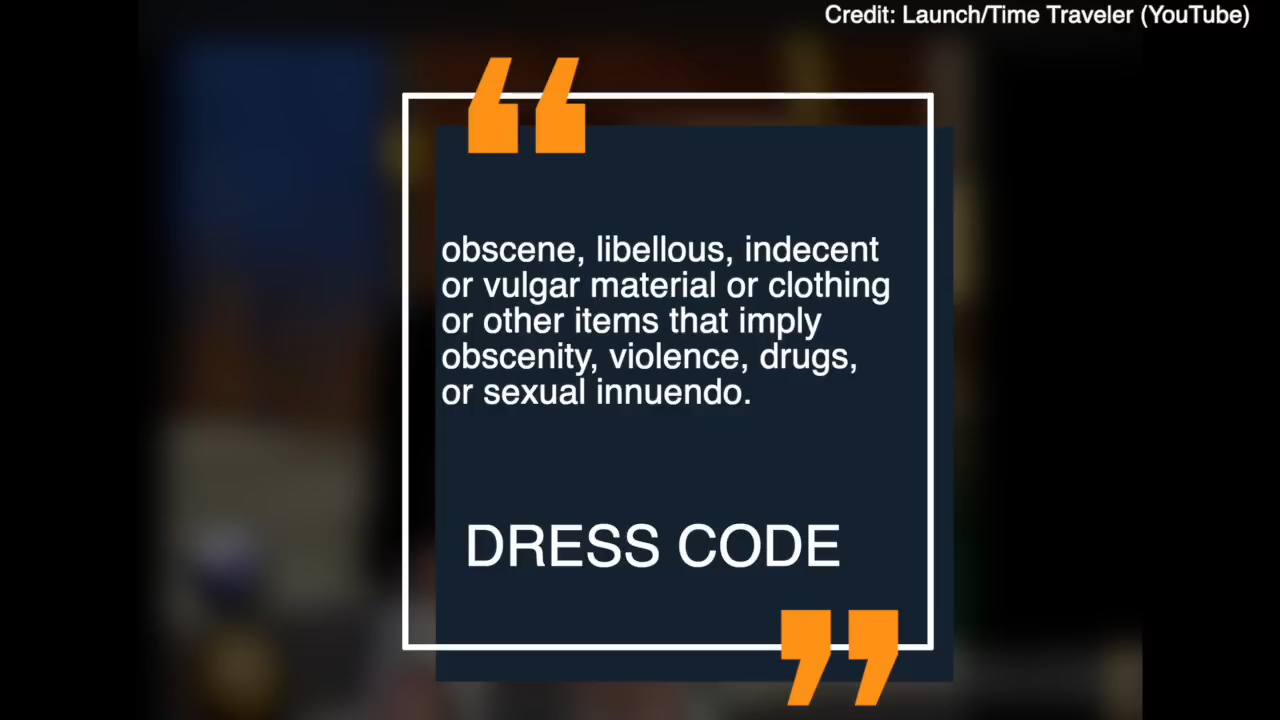 Credit: Launch/Time Traveler (YouTube)
obscene, libellous, indecent
or vulgar material or clothing
or other items that imply
obscenity, violence, drugs,
or sexual innuendo.
DRESS CODE